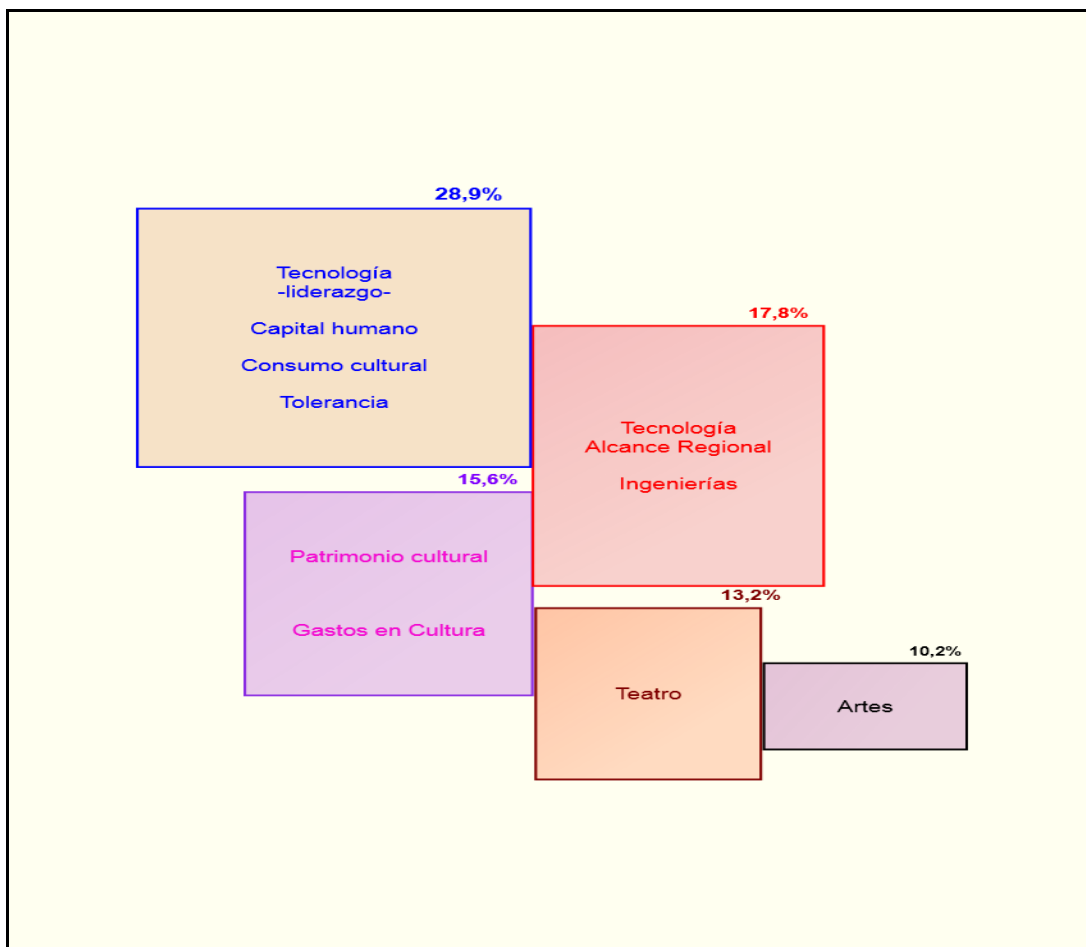 28,9%
Tecnología
-liderazgo-
Capital humano
Consumo cultural
Tolerancia
17,8%
Tecnología
Alcance Regional
Ingenierías
15,6%
Patrimonio cultural
Gastos en Cultura
13,2%
Teatro
10,2%
Artes